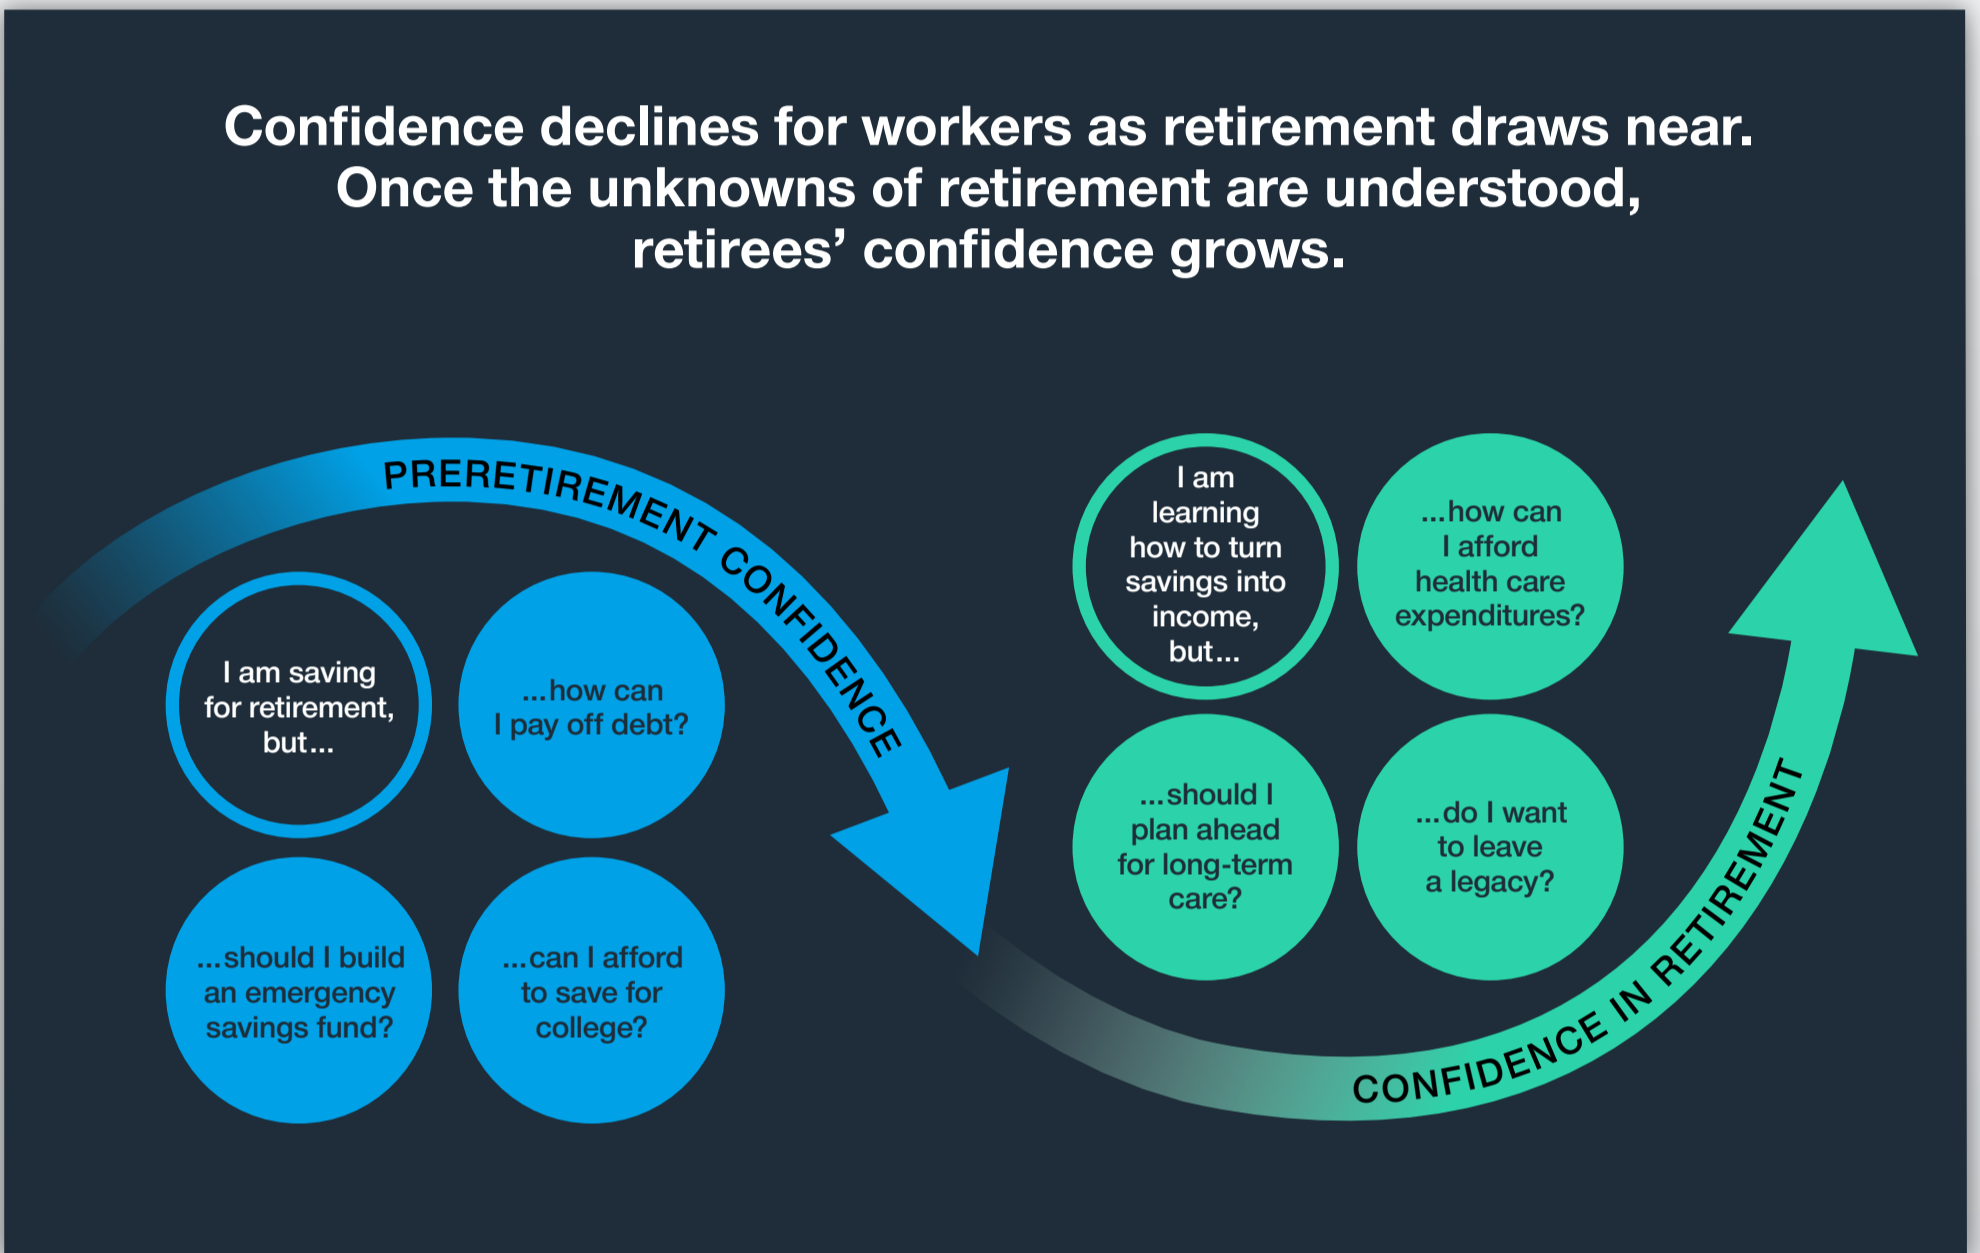 Confidence declines for workers as retirement draws near.
Once the unknowns of retirement are understood,
retirees’ confidence grows.
PRERETIREMENT CONFIDENCE
I am saving
for retirement,
but...
...how can
I pay off debt?
...should I build
an emergency
savings fund?
...can I afford
to save for
college?
I am
learning
how to turn
savings into
income,
but...
...how can
I afford
health care
expenditures?
...should I
plan ahead
for long-term
care?
...do I want
to leave
a legacy?
CONFIDENCE IN RETIREMENT